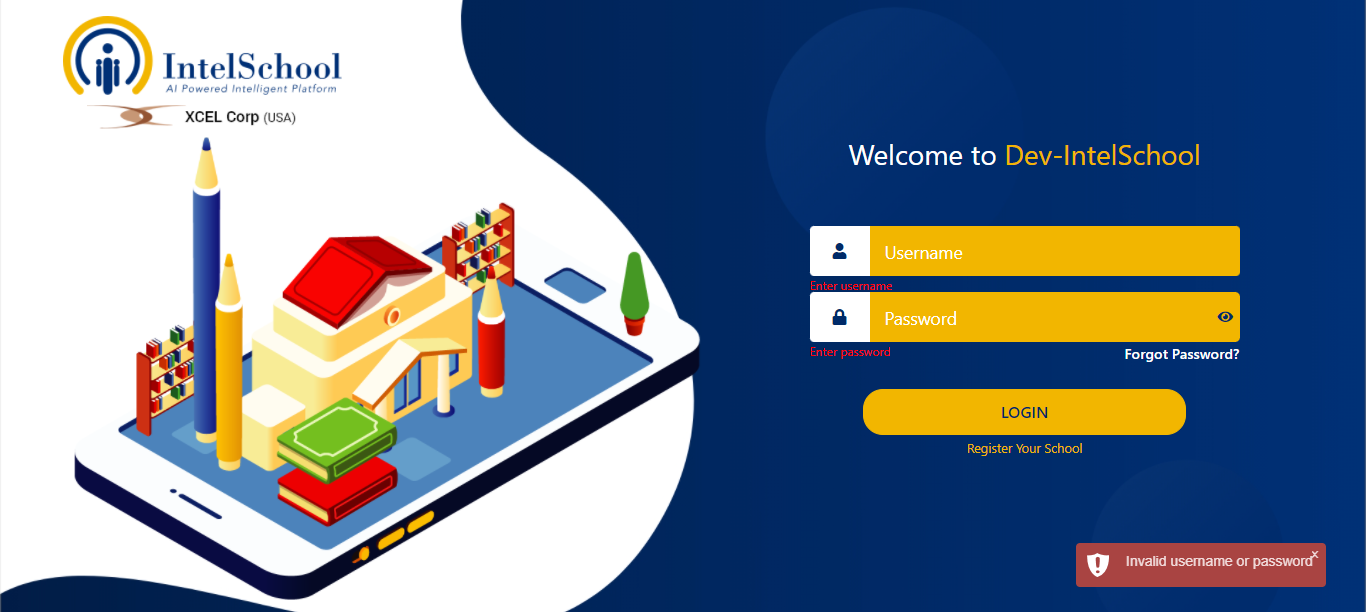 IntelSchool
AI Powered Intelligent Platform
XCEL Corp (USA)
Welcome to Dev-IntelSchool
Username
Enter username
Password
Enter password
Forgot Password?
LOGIN
Register Your School
Invalid username or password